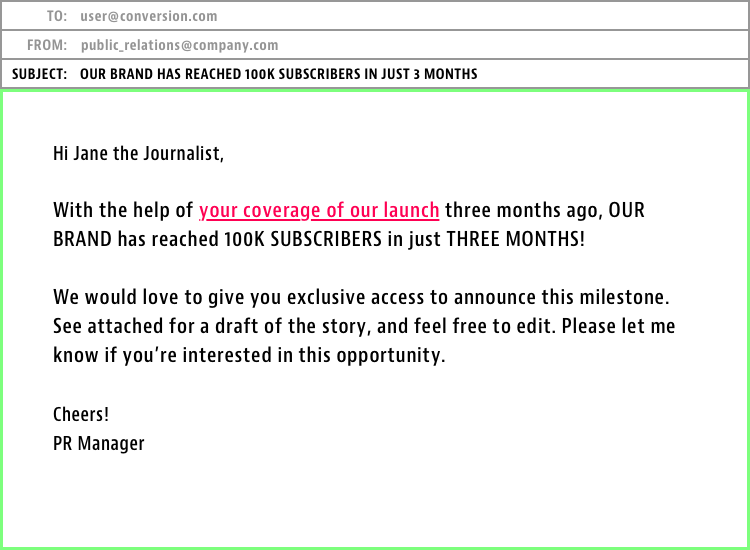 TO: user@conversion.com
FROM: public_relations@company.com
SUBJECT: OUR BRAND HAS REACHED 100K SUBSCRIBERS IN JUST 3 MONTHS
Hi Jane the Journalist,
With the help of your coverage of our launch three months ago, OUR
BRAND has reached 100K SUBSCRIBERS in just THREE MONTHS!
We would love to give you exclusive access to announce this milestone.
See attached for a draft of the story, and feel free to edit. Please let me
know if you’re interested in this opportunity.
Cheers!
PR Manager